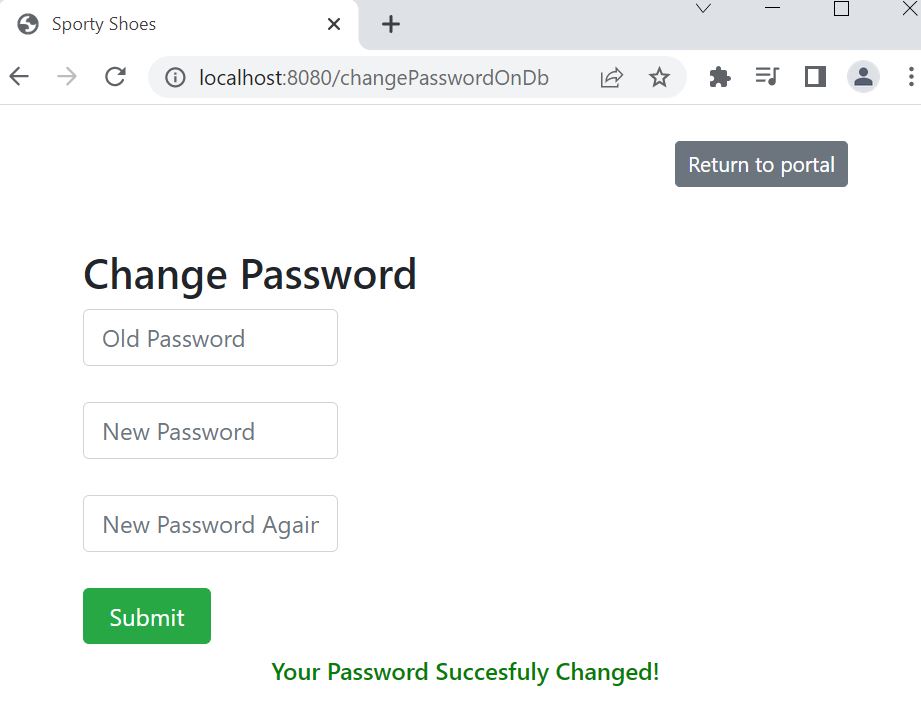 Sporty Shoes
localhost:8080/changePasswordOnDb
Return to portal
Change Password
Old Password
New Password
New Password Agair
Submit
Your Password Succesfuly Changed!